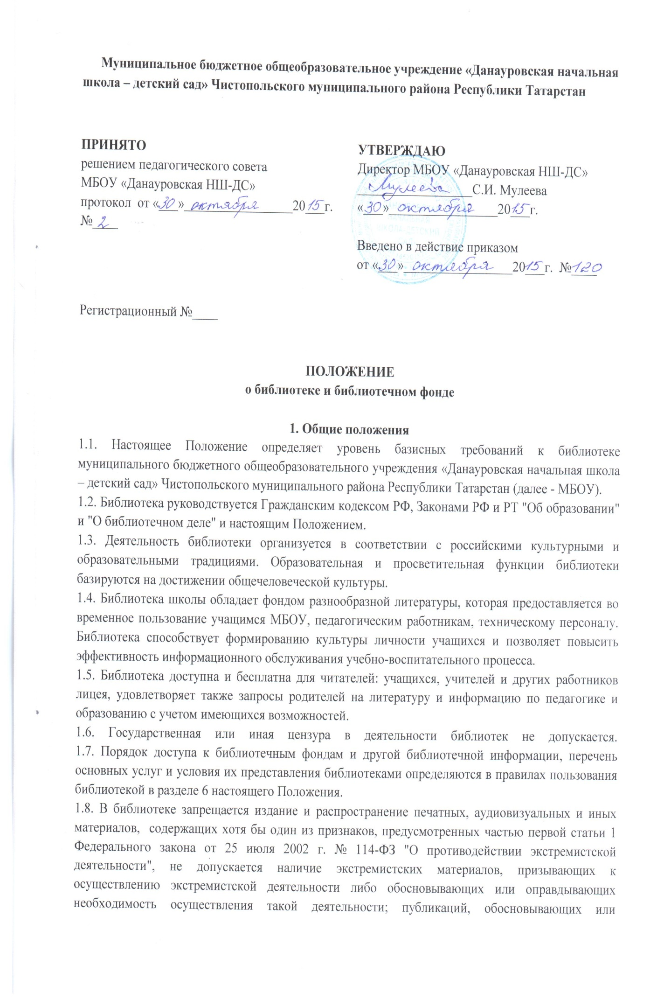 Муниципальное бюджетное общеобразовательное учреждение «Данауровская начальная
школа – детский сад» Чистопольского муниципального района Республики Татарстан
ПРИНЯТО
решением педагогического совета
МБОУ «Данауровская НШ-ДС»
протокол от «30» октября 2015 г.
№ 2
УТВЕРЖДАЮ
Директор МБОУ «Данауровская НШ-ДС»
Мулеева С.И. Мулеева
«30» октября 2015 г.
Введено в действие приказом
от «30» октября 2015 г. № 120
Регистрационный №____
ПОЛОЖЕНИЕ
о библиотеке и библиотечном фонде
1. Общие положения
1.1. Настоящее Положение определяет уровень базисных требований к библиотеке
муниципального бюджетного общеобразовательного учреждения «Данауровская начальная школа
– детский сад» Чистопольского муниципального района Республики Татарстан (далее - МБОУ).
1.2. Библиотека руководствуется Гражданским кодексом РФ, Законами РФ и РТ "Об образовании"
и "О библиотечном деле" и настоящим Положением.
1.3. Деятельность библиотеки организуется в соответствии с российскими культурными и
образовательными традициями. Образовательная и просветительная функции библиотеки
базируются на достижении общечеловеческой культуры.
1.4. Библиотека школы обладает фондом разнообразной литературы, которая предоставляется во
временное пользование учащимся МБОУ, педагогическим работникам, техническому персоналу.
Библиотека способствует формированию культуры личности учащихся и позволяет повысить
эффективность информационного обслуживания учебно-воспитательного процесса.
1.5. Библиотека доступна и бесплатна для читателей: учащихся, учителей и других работников
лицея, удовлетворяет также запросы родителей на литературу и информацию по педагогике и
образованию с учетом имеющихся возможностей.
1.6. Государственная или иная цензура в деятельности библиотек не допускается.
1.7. Порядок доступа к библиотечным фондам и другой библиотечной информации, перечень
основных услуг и условия их представления библиотеками определяются в правилах пользования
библиотекой в разделе 6 настоящего Положения.
1.8. В библиотеке запрещается издание и распространение печатных, аудиовизуальных и иных
материалов, содержащих хотя бы один из признаков, предусмотренных частью первой статьи 1
Федерального закона от 25 июля 2002 г. № 114-ФЗ "О противодействии экстремистской
деятельности", не допускается наличие экстремистских материалов, призывающих к
осуществлению экстремистской деятельности либо обосновывающих или оправдывающих
необходимость осуществления такой деятельности; публикаций, обосновывающих или